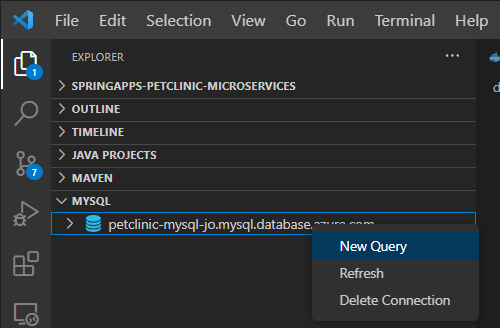 File Edit Selection View Go Run Terminal Help
EXPLORER ...
1
SPRINGAPPS-PETCLINIC-MICROSERVICES
OUTLINE
TIMELINE
JAVA PROJECTS
7
MAVEN
MYSQL
petclinic-mysql-jo.mysql.database.azure.com
New Query
Refresh
Delete Connection